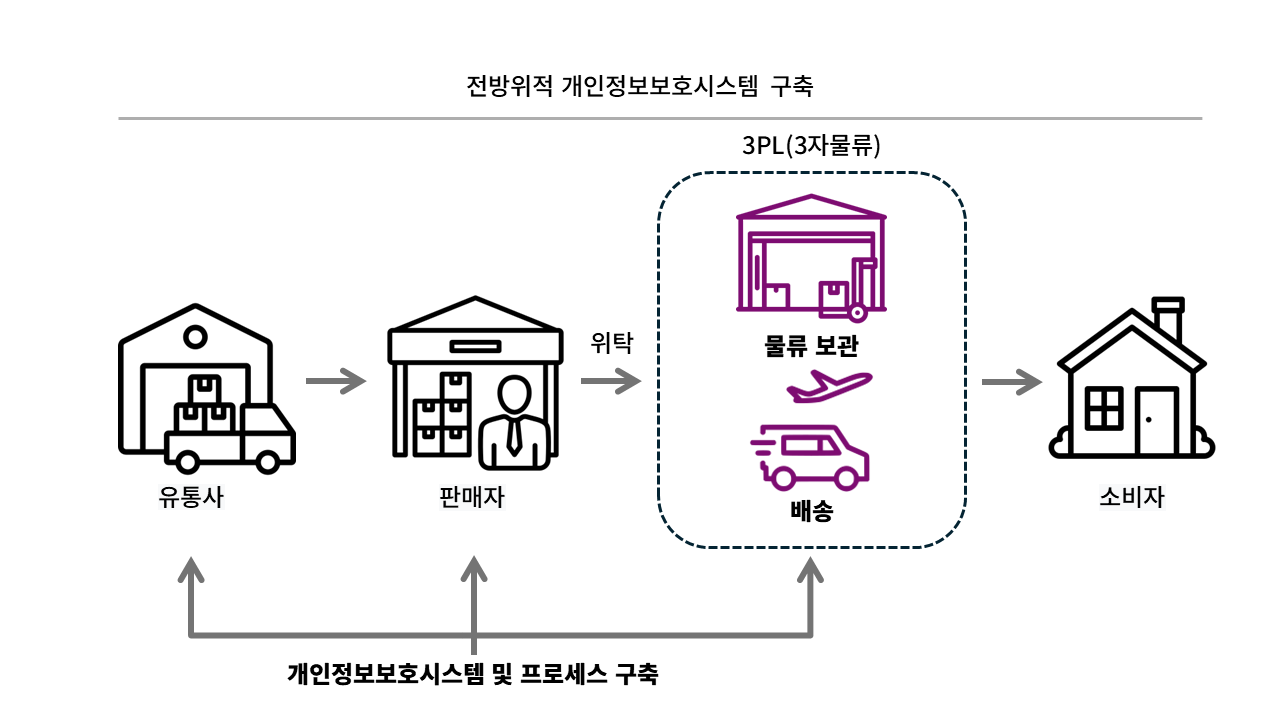 전방위적 개인정보보호시스템 구축
3PL(3자물류)
위탁
물류 보관
배송
유통사
판매자
소비자
개인정보보호시스템 및 프로세스 구축